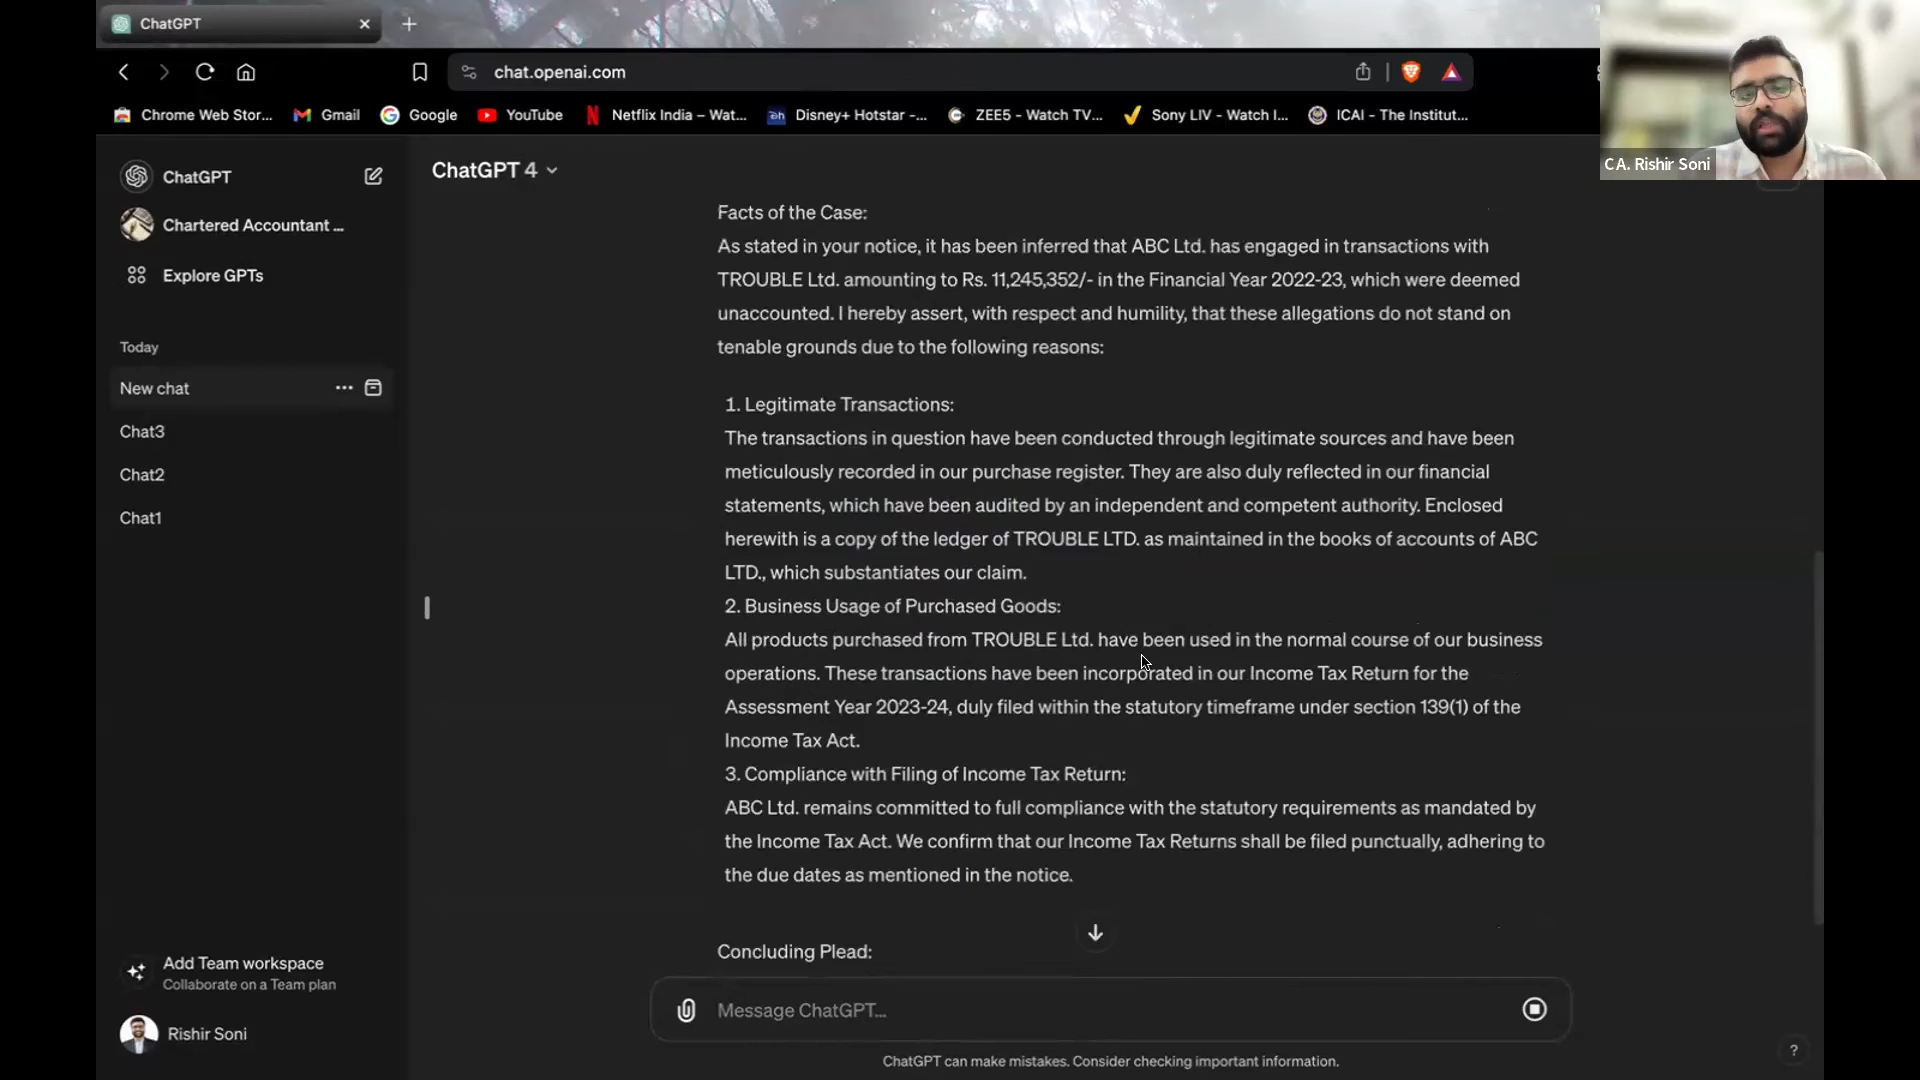 ChatGPT
chat.openai.com
Chrome Web Stor...
Gmail
Google
YouTube
Netflix India – Wat...
Disney+ Hotstar -...
ZEE5 - Watch TV...
Sony LIV - Watch I...
ICAI - The Institut...
CA. Rishir Soni
ChatGPT
Chartered Accountant ...
Explore GPTs
Today
New chat
Chat3
Chat2
Chat1
Add Team workspace
Collaborate on a Team plan
Rishir Soni
ChatGPT 4
Facts of the Case:
As stated in your notice, it has been inferred that ABC Ltd. has engaged in transactions with
TROUBLE Ltd. amounting to Rs. 11,245,352/- in the Financial Year 2022-23, which were deemed
unaccounted. I hereby assert, with respect and humility, that these allegations do not stand on
tenable grounds due to the following reasons:
1. Legitimate Transactions:
The transactions in question have been conducted through legitimate sources and have been
meticulously recorded in our purchase register. They are also duly reflected in our financial
statements, which have been audited by an independent and competent authority. Enclosed
herewith is a copy of the ledger of TROUBLE LTD. as maintained in the books of accounts of ABC
LTD., which substantiates our claim.
2. Business Usage of Purchased Goods:
All products purchased from TROUBLE Ltd. have been used in the normal course of our business
operations. These transactions have been incorporated in our Income Tax Return for the
Assessment Year 2023-24, duly filed within the statutory timeframe under section 139(1) of the
Income Tax Act.
3. Compliance with Filing of Income Tax Return:
ABC Ltd. remains committed to full compliance with the statutory requirements as mandated by
the Income Tax Act. We confirm that our Income Tax Returns shall be filed punctually, adhering to
the due dates as mentioned in the notice.
Concluding Plead:
Message ChatGPT...
ChatGPT can make mistakes. Consider checking important information.
?